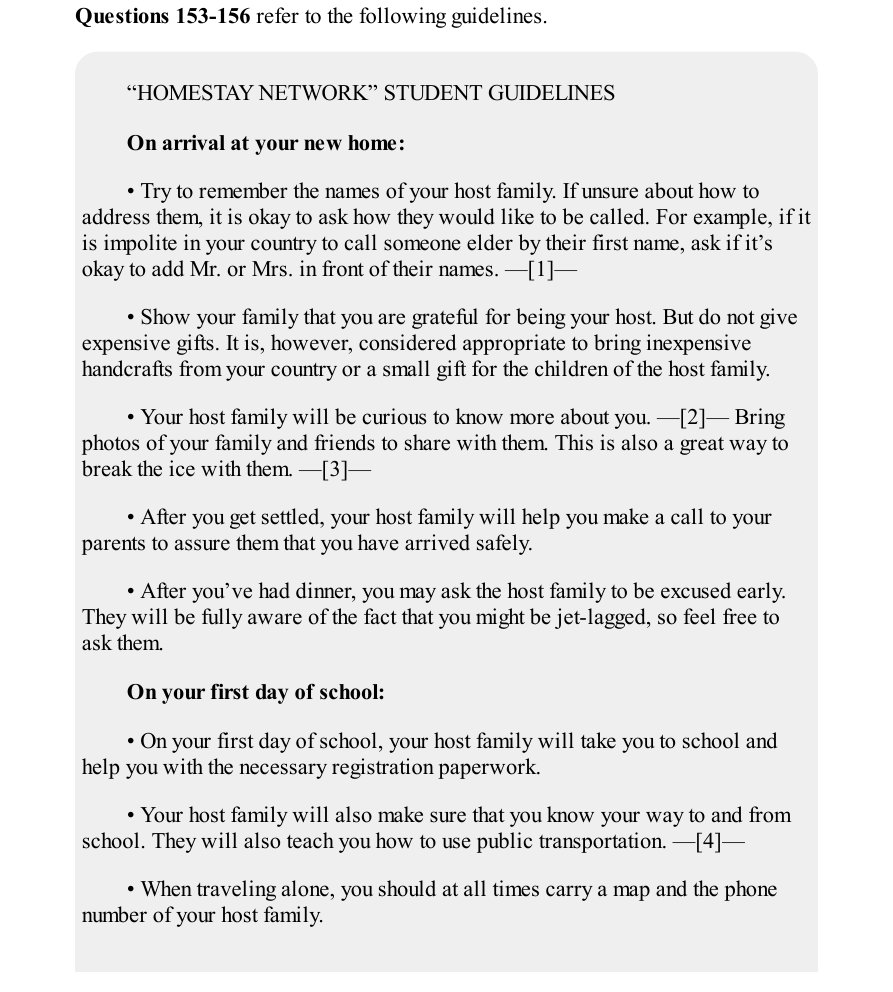 Questions 153-156 refer to the following guidelines.
“HOMESTAY NETWORK” STUDENT GUIDELINES
On arrival at your new home:
• Try to remember the names of your host family. If unsure about how to
address them, it is okay to ask how they would like to be called. For example, if it
is impolite in your country to call someone elder by their first name, ask if it’s
okay to add Mr. or Mrs. in front of their names. —[1]—
• Show your family that you are grateful for being your host. But do not give
expensive gifts. It is, however, considered appropriate to bring inexpensive
handcrafts from your country or a small gift for the children of the host family.
• Your host family will be curious to know more about you. —[2]— Bring
photos of your family and friends to share with them. This is also a great way to
break the ice with them. —[3]—
• After you get settled, your host family will help you make a call to your
parents to assure them that you have arrived safely.
• After you’ve had dinner, you may ask the host family to be excused early.
They will be fully aware of the fact that you might be jet-lagged, so feel free to
ask them.
On your first day of school:
• On your first day of school, your host family will take you to school and
help you with the necessary registration paperwork.
• Your host family will also make sure that you know your way to and from
school. They will also teach you how to use public transportation. —[4]—
• When traveling alone, you should at all times carry a map and the phone
number of your host family.